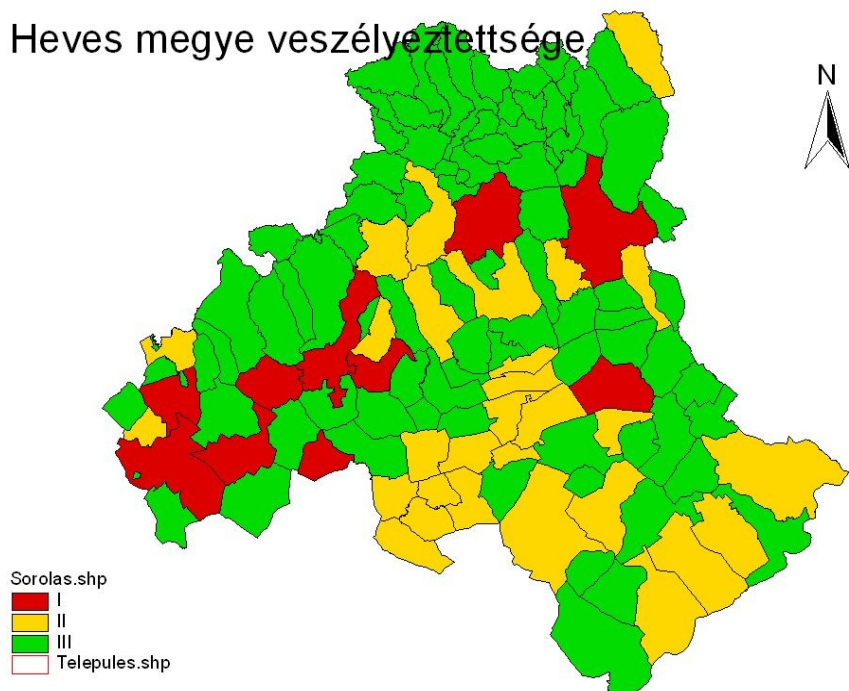 Heves megye veszélyeztettsége
N
Sorolas.shp
I
II
III
Telepules.shp